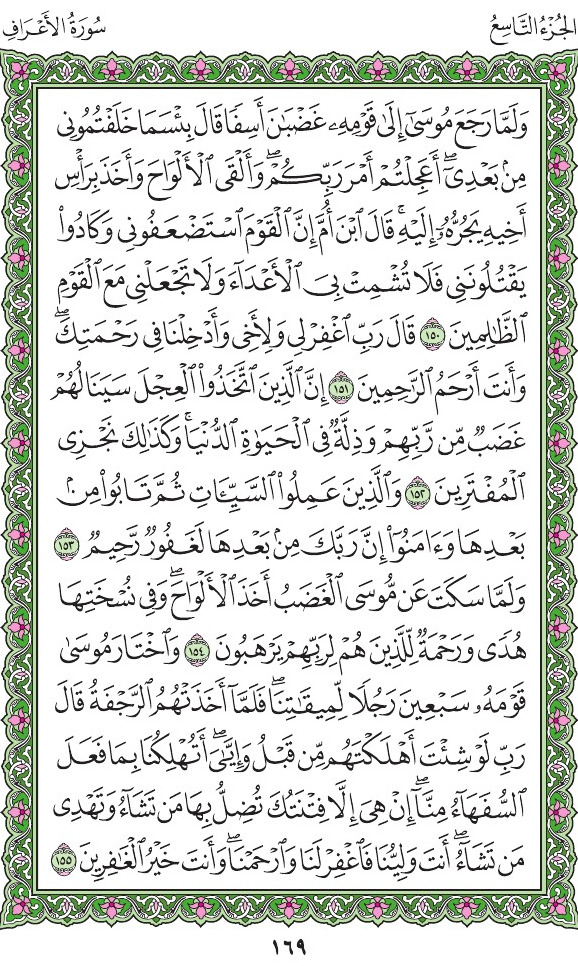 الجُزْءُ التَّاسِعُ
سُورَةُ الأَعْرَافِ
وَلَمَّا رَجَعَ مُوسَىٰٓ إِلَىٰ قَوْمِهِۦ غَضْبَٰنَ أَسِفًا قَالَ بِئْسَمَا خَلَفْتُمُونِي
مِنۢ بَعْدِيٓۖ أَعَجِلْتُمْ أَمْرَ رَبِّكُمْۖ وَأَلْقَى ٱلْأَلْوَاحَ وَأَخَذَ بِرَأْسِ
أَخِيهِ يَجُرُّهُۥٓ إِلَيْهِۚ قَالَ ٱبْنَ أُمَّ إِنَّ ٱلْقَوْمَ ٱسْتَضْعَفُونِي وَكَادُوا۟
يَقْتُلُونَنِي فَلَا تُشْمِتْ بِيَ ٱلْأَعْدَآءَ وَلَا تَجْعَلْنِي مَعَ ٱلْقَوْمِ
ٱلظَّٰلِمِينَ ١٥٠ قَالَ رَبِّ ٱغْفِرْ لِي وَلِأَخِي وَأَدْخِلْنَا فِي رَحْمَتِكَۖ
وَأَنتَ أَرْحَمُ ٱلرَّٰحِمِينَ ١٥١ إِنَّ ٱلَّذِينَ ٱتَّخَذُوا۟ ٱلْعِجْلَ سَيَنَالُهُمْ
غَضَبٌ مِّن رَّبِّهِمْ وَذِلَّةٌ فِي ٱلْحَيَوٰةِ ٱلدُّنْيَاۚ وَكَذَٰلِكَ نَجْزِي
ٱلْمُفْتَرِينَ ١٥٢ وَٱلَّذِينَ عَمِلُوا۟ ٱلسَّيِّـَٔاتِ ثُمَّ تَابُوا۟ مِنۢ
بَعْدِهَا وَءَامَنُوٓا۟ إِنَّ رَبَّكَ مِنۢ بَعْدِهَا لَغَفُورٌ رَّحِيمٌ ١٥٣
وَلَمَّا سَكَتَ عَن مُّوسَى ٱلْغَضَبُ أَخَذَ ٱلْأَلْوَاحَۖ وَفِي نُسْخَتِهَا
هُدًى وَرَحْمَةٌ لِّلَّذِينَ هُمْ لِرَبِّهِمْ يَرْهَبُونَ ١٥٤ وَٱخْتَارَ مُوسَىٰ
قَوْمَهُۥ سَبْعِينَ رَجُلًا لِّمِيقَٰتِنَاۖ فَلَمَّآ أَخَذَتْهُمُ ٱلرَّجْفَةُ قَالَ
رَبِّ لَوْ شِئْتَ أَهْلَكْتَهُم مِّن قَبْلُ وَإِيَّٰيَۖ أَتُهْلِكُنَا بِمَا فَعَلَ
ٱلسُّفَهَآءُ مِنَّآۖ إِنْ هِيَ إِلَّا فِتْنَتُكَ تُضِلُّ بِهَا مَن تَشَآءُ وَتَهْدِي
مَن تَشَآءُۖ أَنتَ وَلِيُّنَا فَٱغْفِرْ لَنَا وَٱرْحَمْنَاۖ وَأَنتَ خَيْرُ ٱلْغَٰفِرِينَ ١٥٥
١٦٩